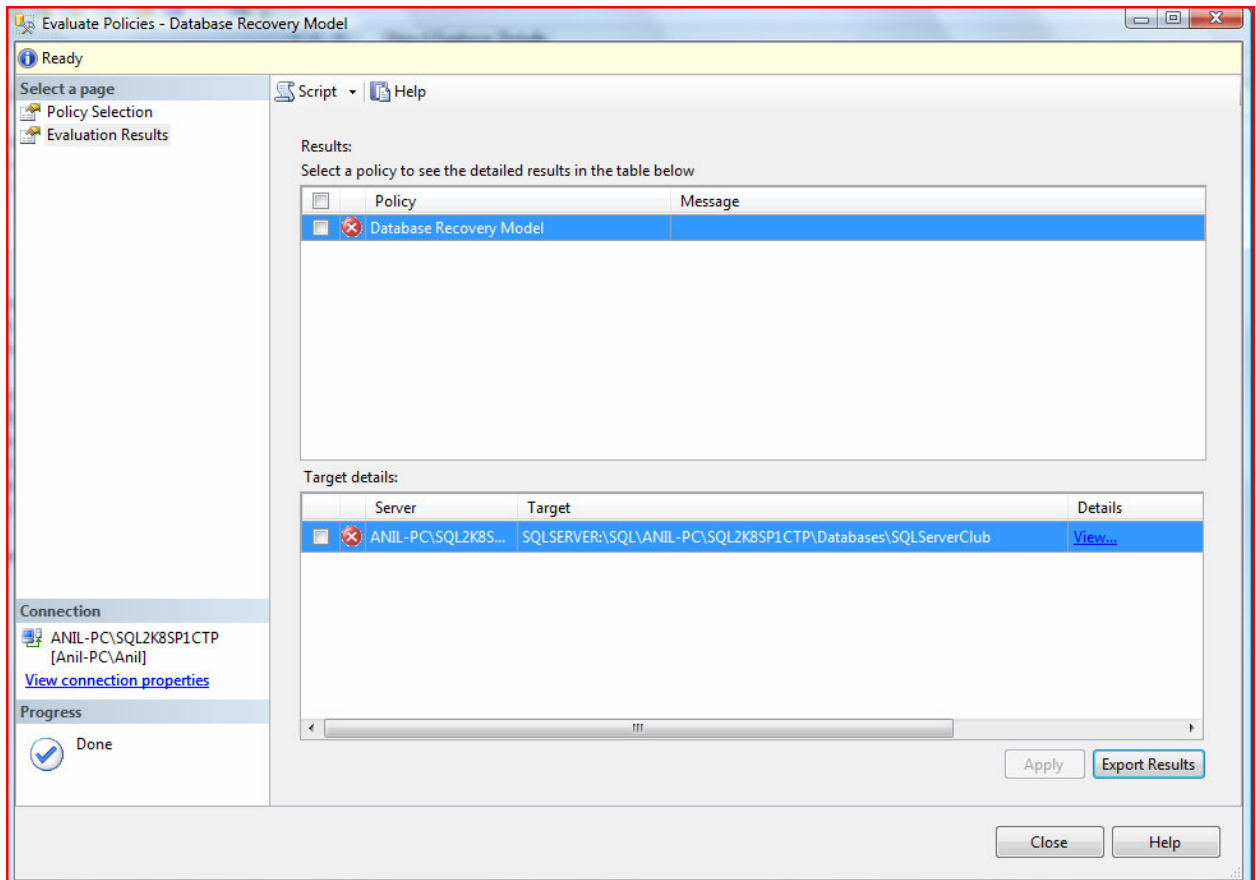 Evaluate Policies - Database Recovery Model
Ready
Select a page
Policy Selection
Evaluation Results
Script
Help
Results:
Select a policy to see the detailed results in the table below
Policy Message
Database Recovery Model
Target details:
Server Target Details
ANIL-PC\SQL2K8S... SQLSERVER:\SQL\ANIL-PC\SQL2K8SP1CTP\Databases\SQLServerClub View...
Connection
ANIL-PC\SQL2K8SP1CTP
[Anil-PC\Anil]
View connection properties
Progress
Done
Apply Export Results
Close Help